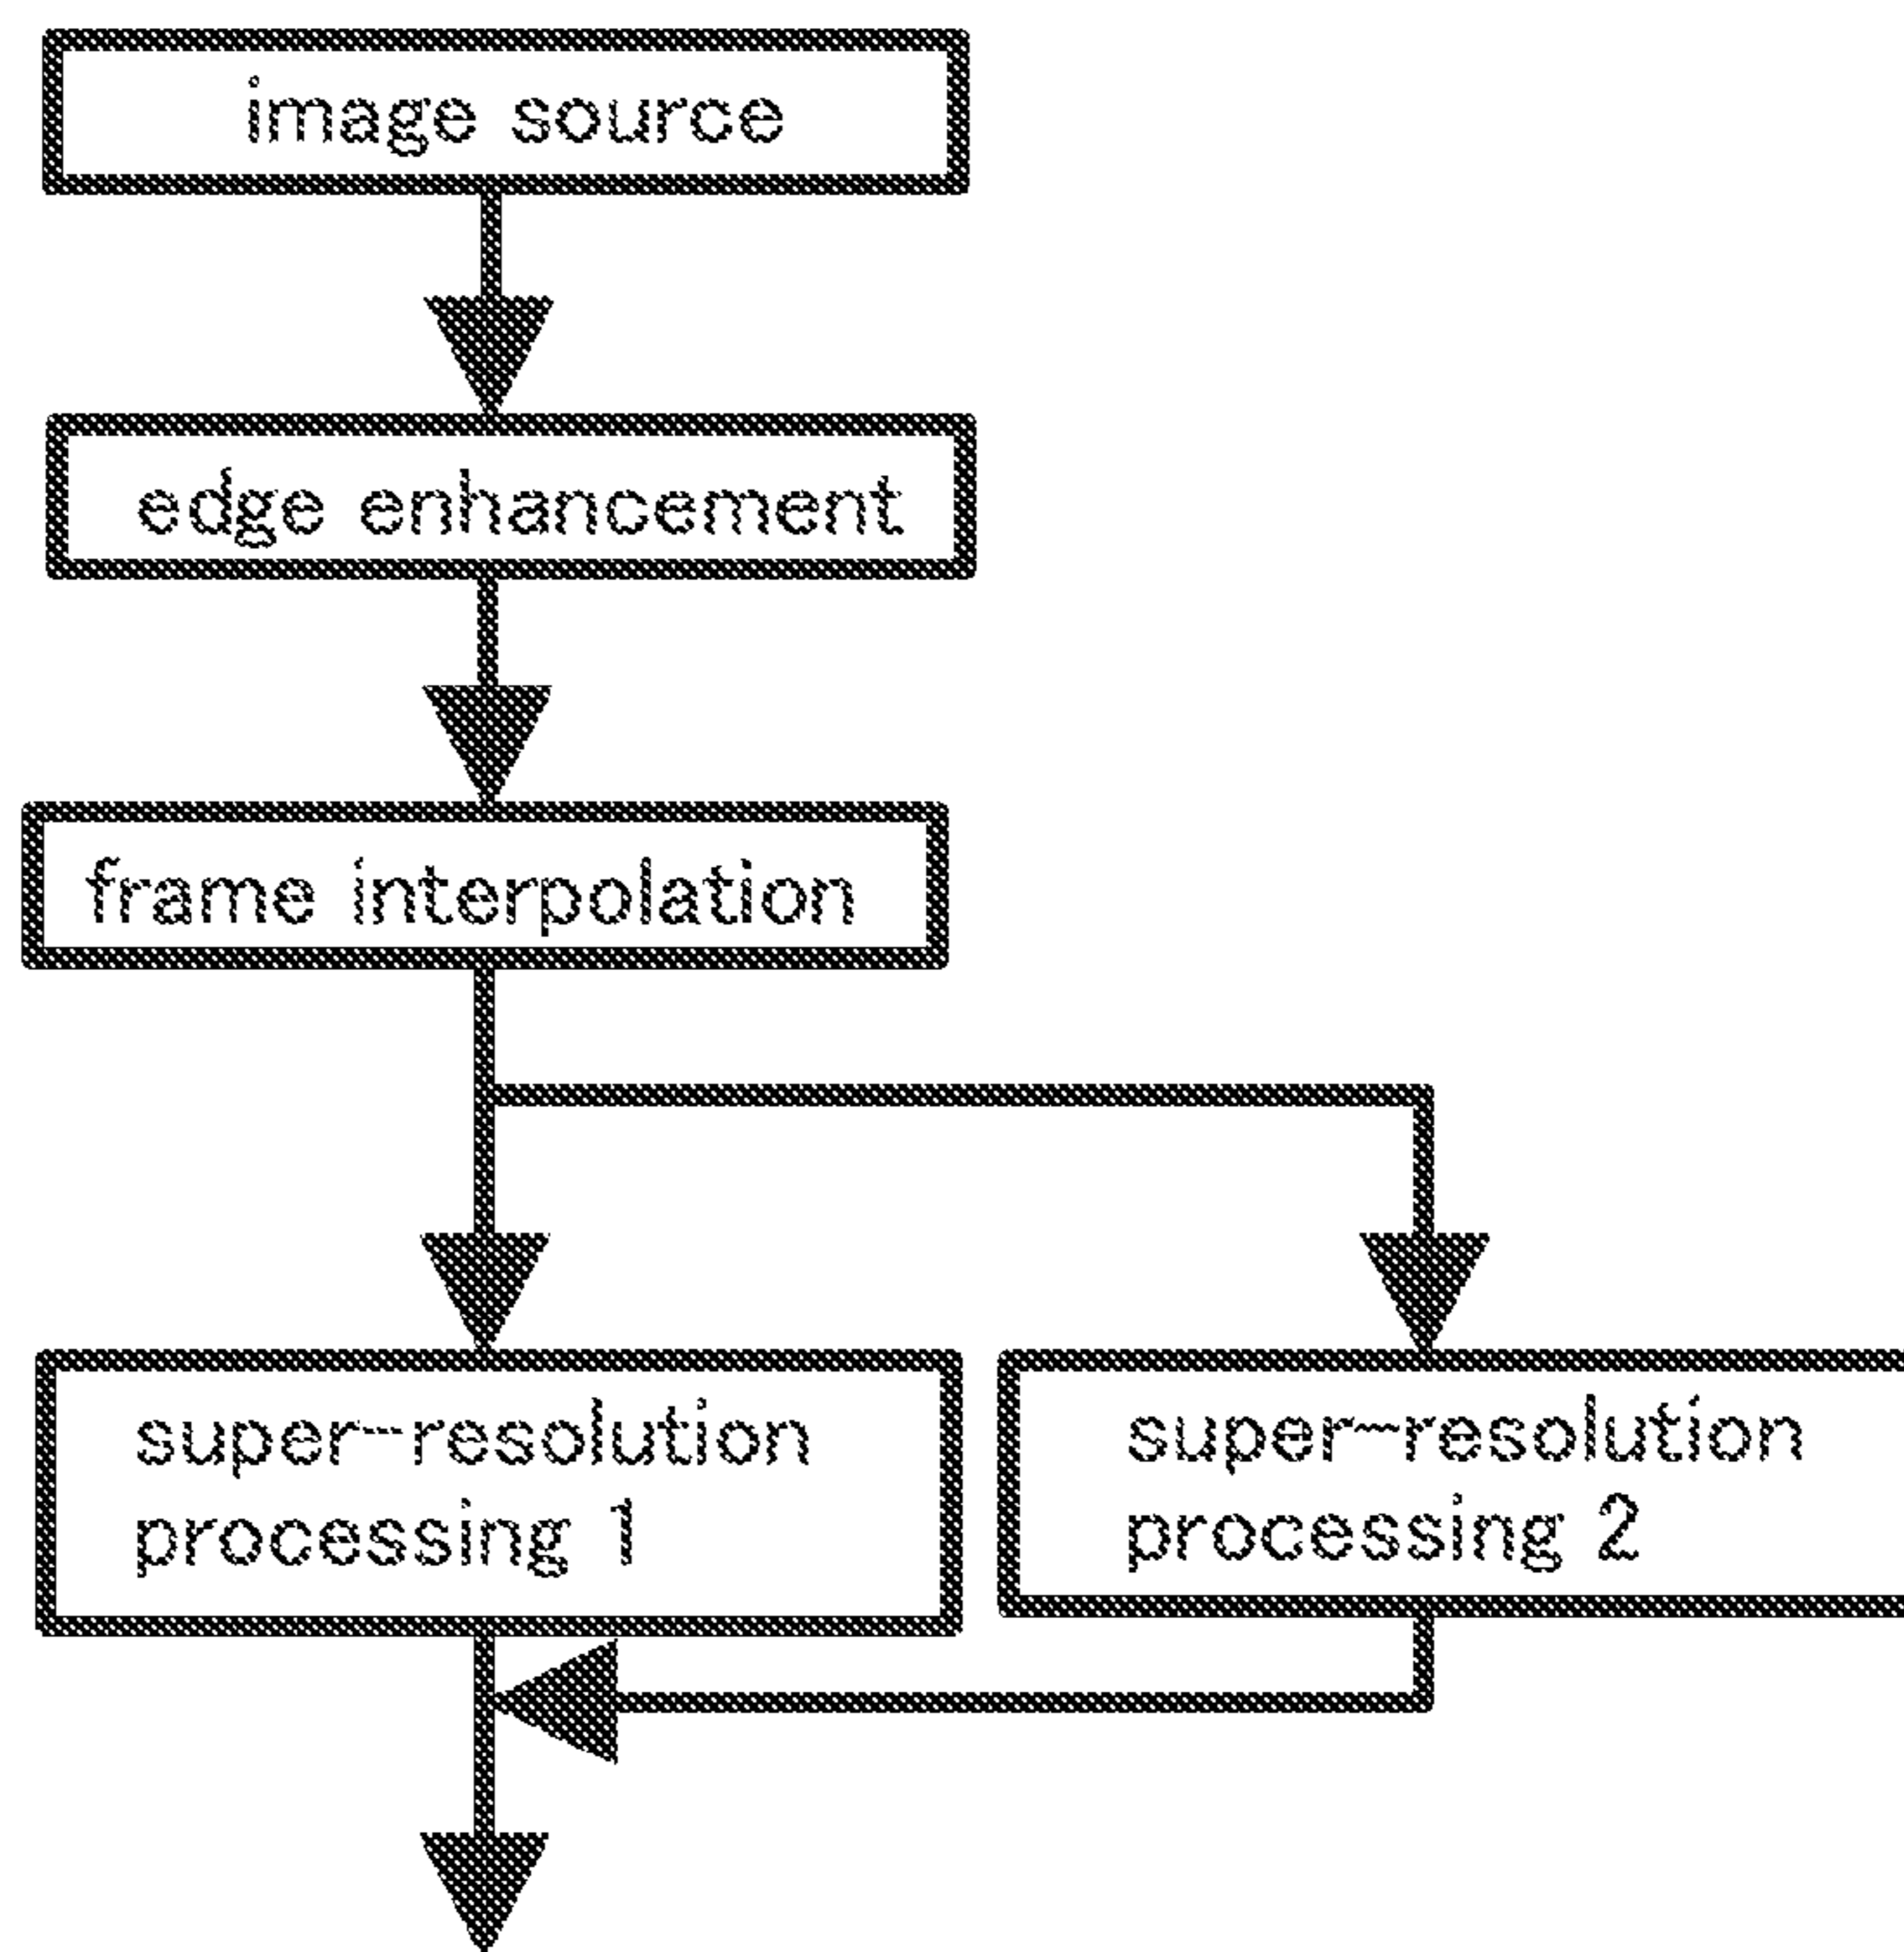 image source
edge enhancement
frame interpolation
super-resolution
processing 1
super-resolution
processing 2